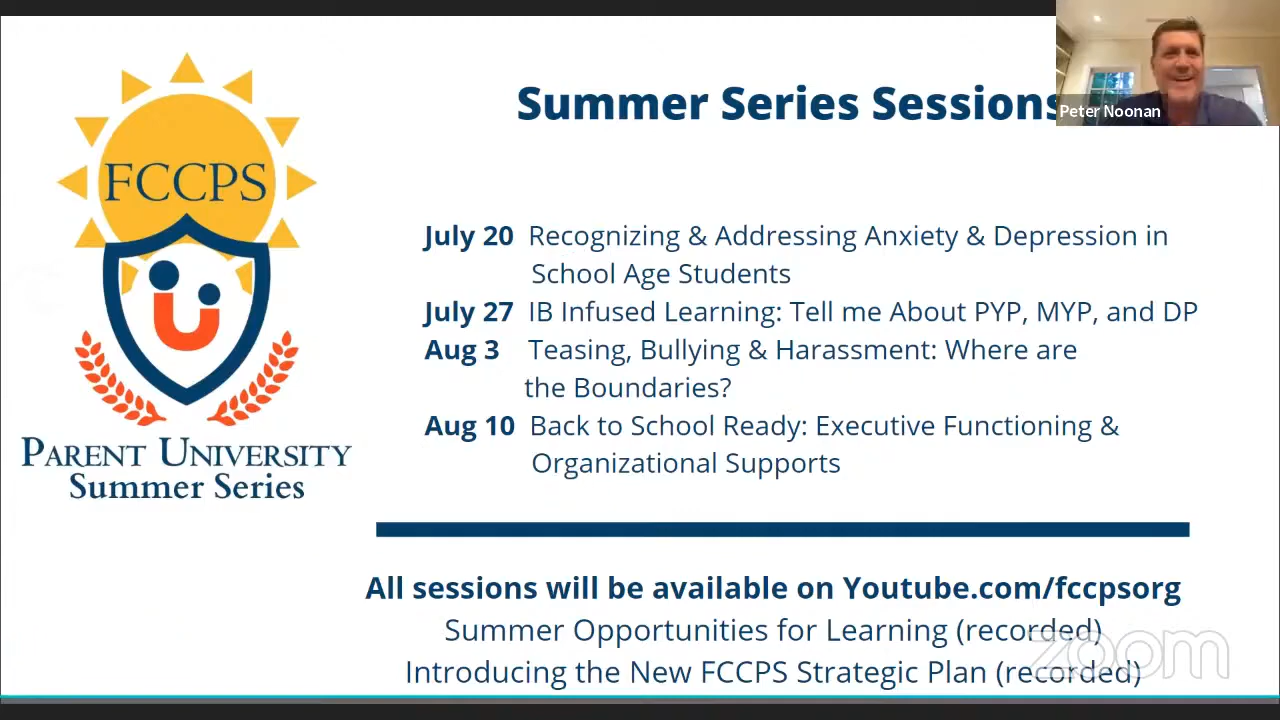 Summer Series Sessions
Peter Noonan
FCCPS
PARENT UNIVERSITY
Summer Series
July 20 Recognizing & Addressing Anxiety & Depression in
School Age Students
July 27 IB Infused Learning: Tell me About PYP, MYP, and DP
Aug 3 Teasing, Bullying & Harassment: Where are
the Boundaries?
Aug 10 Back to School Ready: Executive Functioning &
Organizational Supports
All sessions will be available on Youtube.com/fccpsorg
Summer Opportunities for Learning (recorded)
Introducing the New FCCPS Strategic Plan (recorded)
zoom